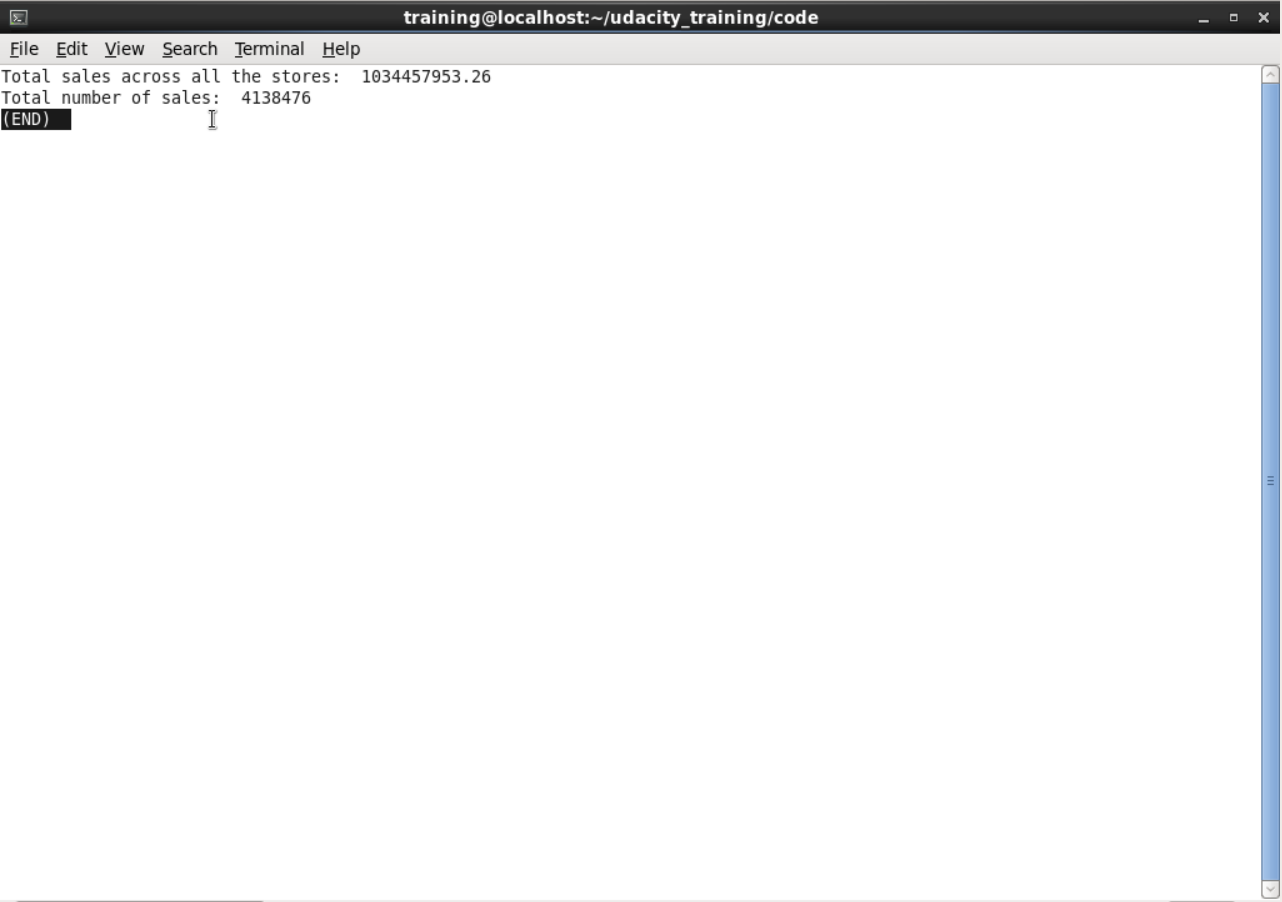 training@localhost:~/udacity_training/code
File Edit View Search Terminal Help
Total sales across all the stores:  1034457953.26
Total number of sales:  4138476
(END)